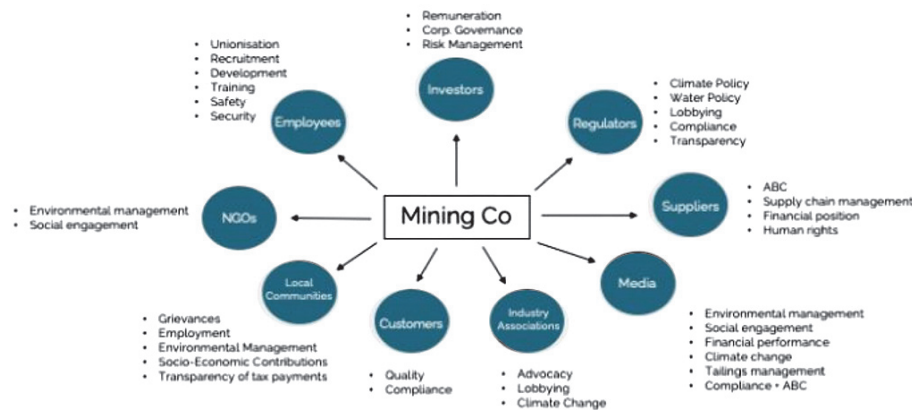 Mining Co
Investors
• Remuneration
• Corp. Governance
• Risk Management
Regulators
• Climate Policy
• Water Policy
• Lobbying
• Compliance
• Transparency
Suppliers
• ABC
• Supply chain management
• Financial position
• Human rights
Media
• Environmental management
• Social engagement
• Financial performance
• Climate change
• Tailings management
• Compliance + ABC
Industry
Associations
• Advocacy
• Lobbying
• Climate Change
Customers
• Quality
• Compliance
Local
Communities
• Grievances
• Employment
• Environmental Management
• Socio-Economic Contributions
• Transparency of tax payments
NGOs
• Environmental management
• Social engagement
Employees
• Unionisation
• Recruitment
• Development
• Training
• Safety
• Security